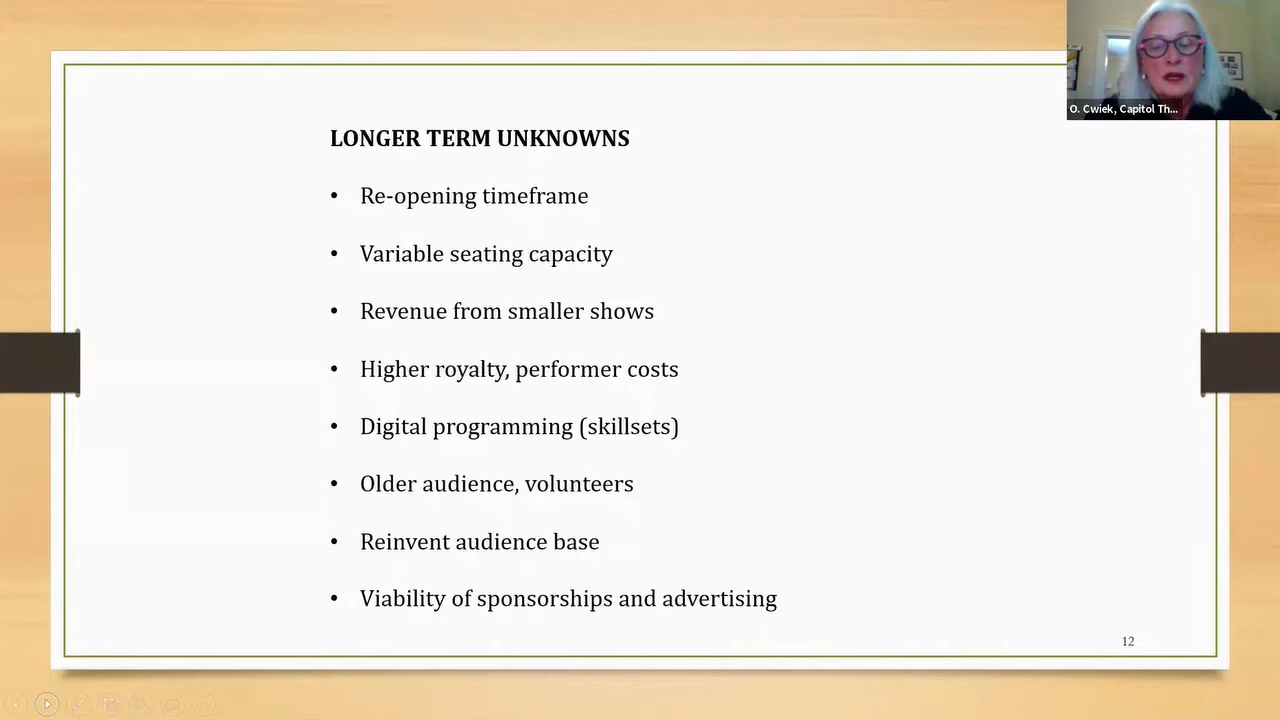 O. Cwiek, Capitol Th...
LONGER TERM UNKNOWNS
• Re-opening timeframe
• Variable seating capacity
• Revenue from smaller shows
• Higher royalty, performer costs
• Digital programming (skillsets)
• Older audience, volunteers
• Reinvent audience base
• Viability of sponsorships and advertising
12